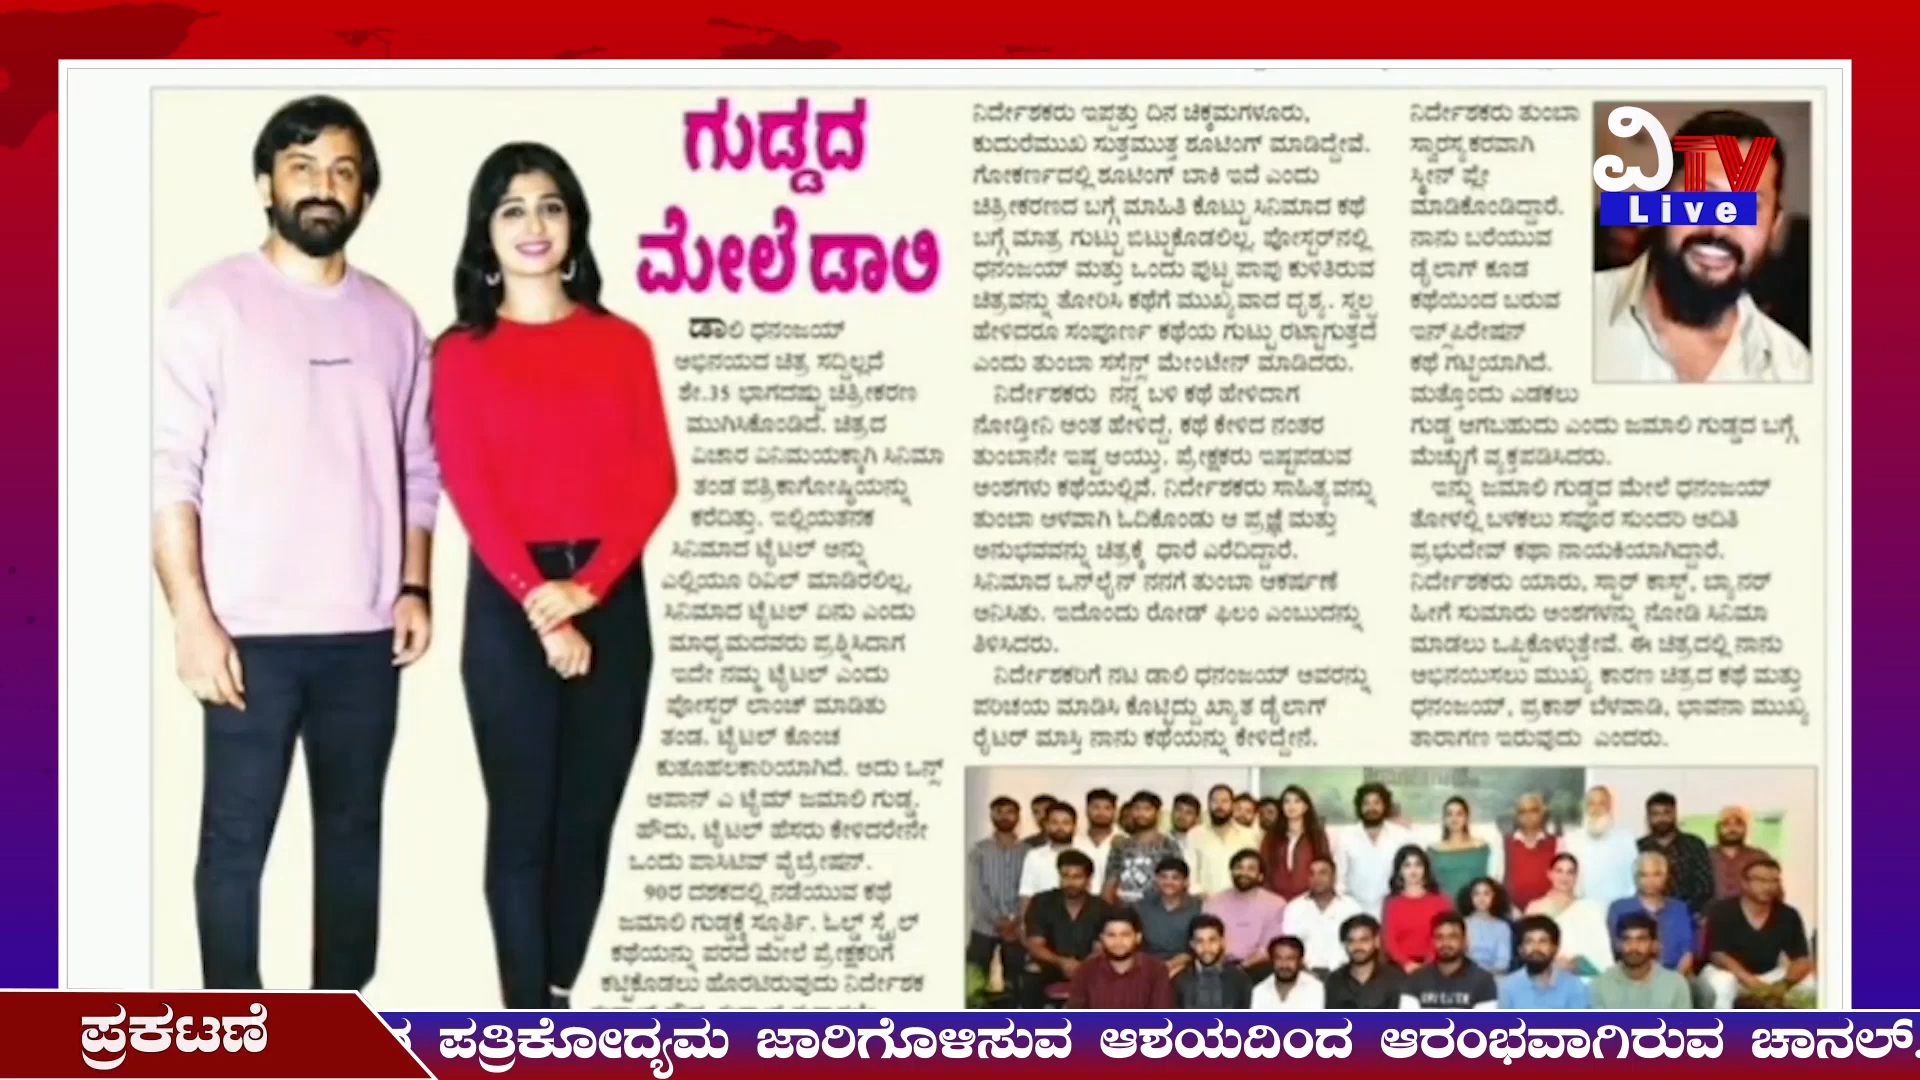 ಗುಡ್ಡದ
ಮೇಲೆ ಡಾಲಿ
ಡಾಲಿ ಧನಂಜಯ್
ಅಭಿನಯದ ಚಿತ್ರ ಸದ್ದಿಲ್ಲದೆ
ಶೇ.35 ಭಾಗದಷ್ಟು ಚಿತ್ರೀಕರಣ
ಮುಗಿಸಿಕೊಂಡಿದೆ. ಚಿತ್ರದ
ವಿಚಾರ ವಿನಿಮಯಕ್ಕಾಗಿ ಸಿನಿಮಾ
ತಂಡ ಪತ್ರಿಕಾಗೋಷ್ಠಿಯನ್ನು
ಕರೆದಿತ್ತು. ಇಲ್ಲಿಯತನಕ
ಸಿನಿಮಾದ ಟೈಟಲ್ ಅನ್ನು
ಎಲ್ಲಿಯೂ ರಿವಿಲ್ ಮಾಡಿರಲಿಲ್ಲ.
ಸಿನಿಮಾದ ಟೈಟಲ್ ಏನು ಎಂದು
ಮಾಧ್ಯಮದವರು ಪ್ರಶ್ನಿಸಿದಾಗ
ಇದೇ ನಮ್ಮ ಟೈಟಲ್ ಎಂದು
ಪೋಸ್ಟರ್ ಲಾಂಚ್ ಮಾಡಿತು
ತಂಡ. ಟೈಟಲ್ ಕೊಂಚ
ಕುತೂಹಲಕಾರಿಯಾಗಿದೆ. ಅದು ಒನ್ಸ್
ಅಪಾನ್ ಎ ಟೈಮ್ ಜಮಾಲಿ ಗುಡ್ಡ.
ಹೌದು, ಟೈಟಲ್ ಹೆಸರು ಕೇಳಿದರೇನೇ
ಒಂದು ಪಾಸಿಟಿವ್ ವೈಬ್ರೇಷನ್.
90ರ ದಶಕದಲ್ಲಿ ನಡೆಯುವ ಕಥೆ
ಜಮಾಲಿ ಗುಡ್ಡಕ್ಕೆ ಸ್ಪೂರ್ತಿ. ಓಲ್ಡ್ ಸ್ಟೈಲ್
ಕಥೆಯನ್ನು ಪರದೆ ಮೇಲೆ ಪ್ರೇಕ್ಷಕರಿಗೆ
ಕಟ್ಟಿಕೊಡಲು ಹೊರಟಿರುವುದು ನಿರ್ದೇಶಕ
ನಿರ್ದೇಶಕರು ಇಪ್ಪತ್ತು ದಿನ ಚಿಕ್ಕಮಗಳೂರು,
ಕುದುರೆಮುಖ ಸುತ್ತಮುತ್ತ ಶೂಟಿಂಗ್ ಮಾಡಿದ್ದೇವೆ.
ಗೋಕರ್ಣದಲ್ಲಿ ಶೂಟಿಂಗ್ ಬಾಕಿ ಇದೆ ಎಂದು
ಚಿತ್ರೀಕರಣದ ಬಗ್ಗೆ ಮಾಹಿತಿ ಕೊಟ್ಟು ಸಿನಿಮಾದ ಕಥೆ
ಬಗ್ಗೆ ಮಾತ್ರ ಗುಟ್ಟು ಬಿಟ್ಟುಕೊಡಲಿಲ್ಲ. ಪೋಸ್ಟರ್‌ನಲ್ಲಿ
ಧನಂಜಯ್ ಮತ್ತು ಒಂದು ಪುಟ್ಟ ಪಾಪು ಕುಳಿತಿರುವ
ಚಿತ್ರವನ್ನು ತೋರಿಸಿ ಕಥೆಗೆ ಮುಖ್ಯವಾದ ದೃಶ್ಯ. ಸ್ವಲ್ಪ
ಹೇಳಿದರೂ ಸಂಪೂರ್ಣ ಕಥೆಯ ಗುಟ್ಟು ರಟ್ಟಾಗುತ್ತದೆ
ಎಂದು ತುಂಬಾ ಸಸ್ಪೆನ್ಸ್ ಮೇಂಟೇನ್ ಮಾಡಿದರು.
ನಿರ್ದೇಶಕರು ನನ್ನ ಬಳಿ ಕಥೆ ಹೇಳಿದಾಗ
ನೋಡ್ತೀನಿ ಅಂತ ಹೇಳಿದ್ದೆ. ಕಥೆ ಕೇಳಿದ ನಂತರ
ತುಂಬಾನೇ ಇಷ್ಟ ಆಯ್ತು. ಪ್ರೇಕ್ಷಕರು ಇಷ್ಟಪಡುವ
ಅಂಶಗಳು ಕಥೆಯಲ್ಲಿವೆ. ನಿರ್ದೇಶಕರು ಸಾಹಿತ್ಯವನ್ನು
ತುಂಬಾ ಆಳವಾಗಿ ಓದಿಕೊಂಡು ಆ ಪ್ರಜ್ಞೆ ಮತ್ತು
ಅನುಭವವನ್ನು ಚಿತ್ರಕ್ಕೆ ಧಾರೆ ಎರೆದಿದ್ದಾರೆ.
ಸಿನಿಮಾದ ಒನ್‌ಲೈನ್ ನನಗೆ ತುಂಬಾ ಆಕರ್ಷಣೆ
ಅನಿಸಿತು. ಇದೊಂದು ರೋಡ್ ಫಿಲಂ ಎಂಬುದನ್ನು
ತಿಳಿಸಿದರು.
ನಿರ್ದೇಶಕರಿಗೆ ನಟ ಡಾಲಿ ಧನಂಜಯ್ ಅವರನ್ನು
ಪರಿಚಯ ಮಾಡಿಸಿ ಕೊಟ್ಟಿದ್ದು ಖ್ಯಾತ ಡೈಲಾಗ್
ರೈಟರ್ ಮಾಸ್ತಿ ನಾನು ಕಥೆಯನ್ನು ಕೇಳಿದ್ದೇನೆ.
ನಿರ್ದೇಶಕರು ತುಂಬಾ
ಸ್ವಾರಸ್ಯಕರವಾಗಿ
ಸ್ಕ್ರೀನ್ ಪ್ಲೇ
ಮಾಡಿಕೊಂಡಿದ್ದಾರೆ.
ನಾನು ಬರೆಯುವ
ಡೈಲಾಗ್ ಕೂಡ
ಕಥೆಯಿಂದ ಬರುವ
ಇನ್ಸ್‌ಪಿರೇಷನ್
ಕಥೆ ಗಟ್ಟಿಯಾಗಿದೆ.
ಮತ್ತೊಂದು ಎಡಕಲು
ಗುಡ್ಡ ಆಗಬಹುದು ಎಂದು ಜಮಾಲಿ ಗುಡ್ಡದ ಬಗ್ಗೆ
ಮೆಚ್ಚುಗೆ ವ್ಯಕ್ತಪಡಿಸಿದರು.
ಇನ್ನು ಜಮಾಲಿ ಗುಡ್ಡದ ಮೇಲೆ ಧನಂಜಯ್
ತೋಳಲ್ಲಿ ಬಳಕಲು ಸಪೂರ ಸುಂದರಿ ಅದಿತಿ
ಪ್ರಭುದೇವ್ ಕಥಾ ನಾಯಕಿಯಾಗಿದ್ದಾರೆ.
ನಿರ್ದೇಶಕರು ಯಾರು, ಸ್ಟಾರ್ ಕಾಸ್ಟ್, ಬ್ಯಾನರ್
ಹೀಗೆ ಸುಮಾರು ಅಂಶಗಳನ್ನು ನೋಡಿ ಸಿನಿಮಾ
ಮಾಡಲು ಒಪ್ಪಿಕೊಳ್ಳುತ್ತೇವೆ. ಈ ಚಿತ್ರದಲ್ಲಿ ನಾನು
ಅಭಿನಯಿಸಲು ಮುಖ್ಯ ಕಾರಣ ಚಿತ್ರದ ಕಥೆ ಮತ್ತು
ಧನಂಜಯ್, ಪ್ರಕಾಶ್ ಬೆಳವಾಡಿ, ಭಾವನಾ ಮುಖ್ಯ
ತಾರಾಗಣ ಇರುವುದು ಎಂದರು.
ವಿ TV
Live
ಪ್ರಕಟಣೆ
ಪತ್ರಿಕೋದ್ಯಮ ಜಾರಿಗೊಳಿಸುವ ಆಶಯದಿಂದ ಆರಂಭವಾಗಿರುವ ಚಾನಲ್.